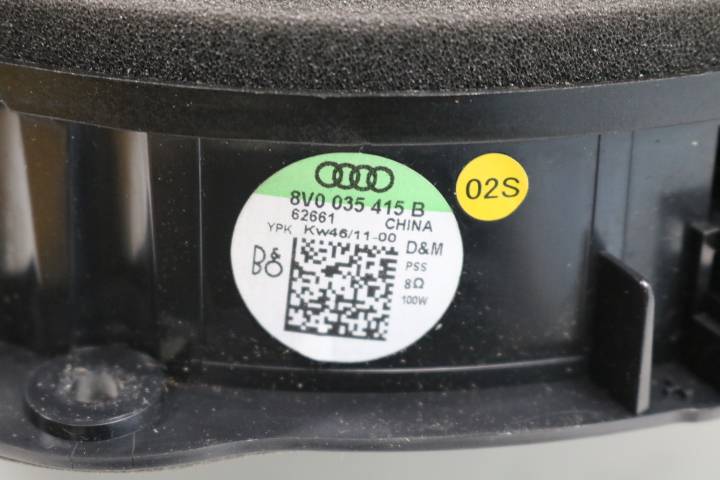 8V0 035 415 B
62661 CHINA
YPK KW46/11-00
B&O
D&M
PSS
8Ω
100W
02S